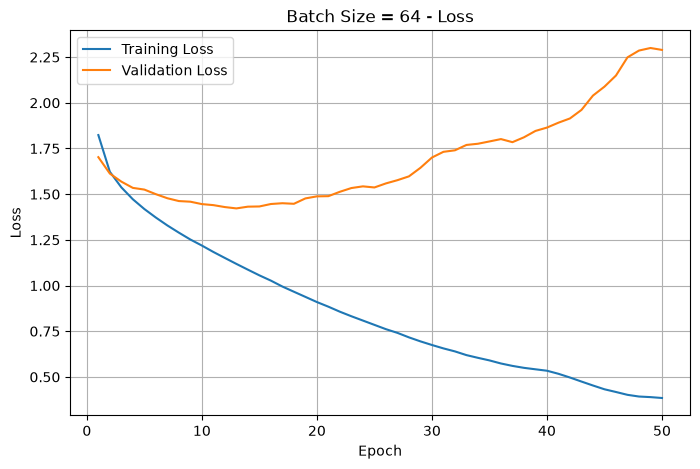 Batch Size = 64 - Loss
Training Loss
Validation Loss
2.25
2.00
1.75
1.50
1.25
1.00
0.75
0.50
Loss
0 10 20 30 40 50
Epoch